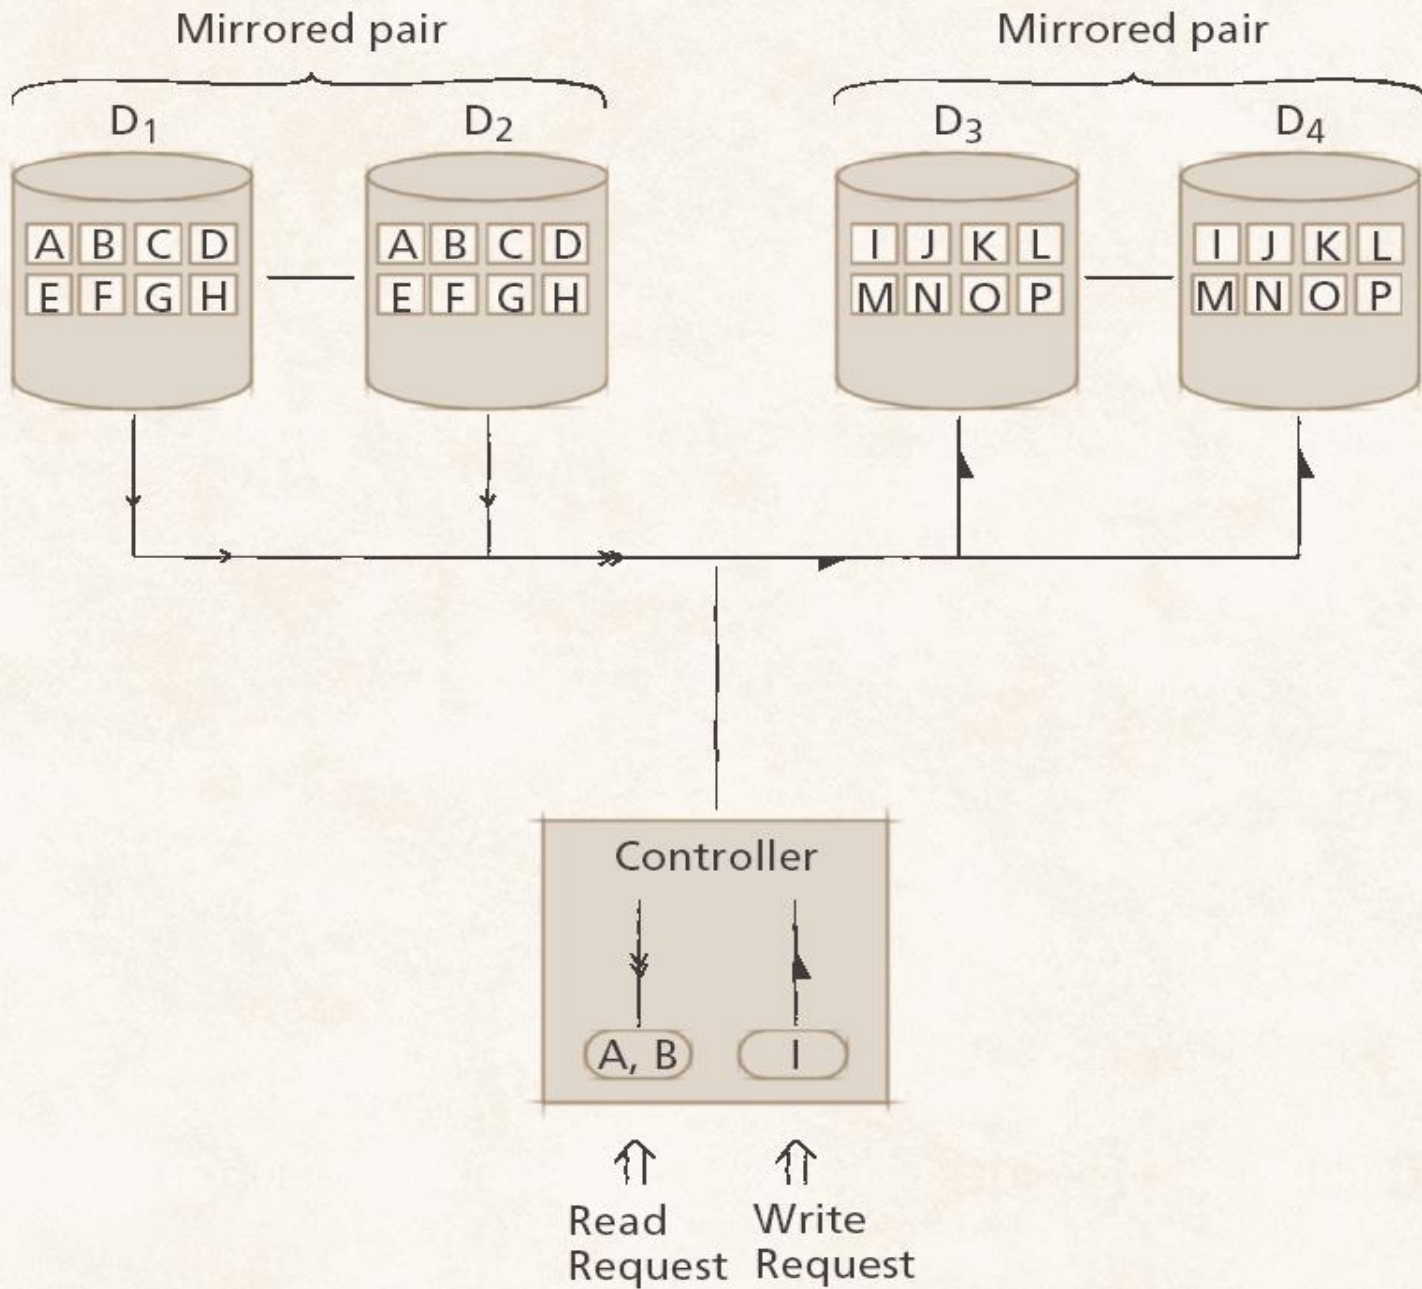 Mirrored pair
Mirrored pair
D₁
D₂
D₃
D₄
A B C D
E F G H
A B C D
E F G H
I J K L
M N O P
I J K L
M N O P
Controller
A, B
I
Read
Request
Write
Request